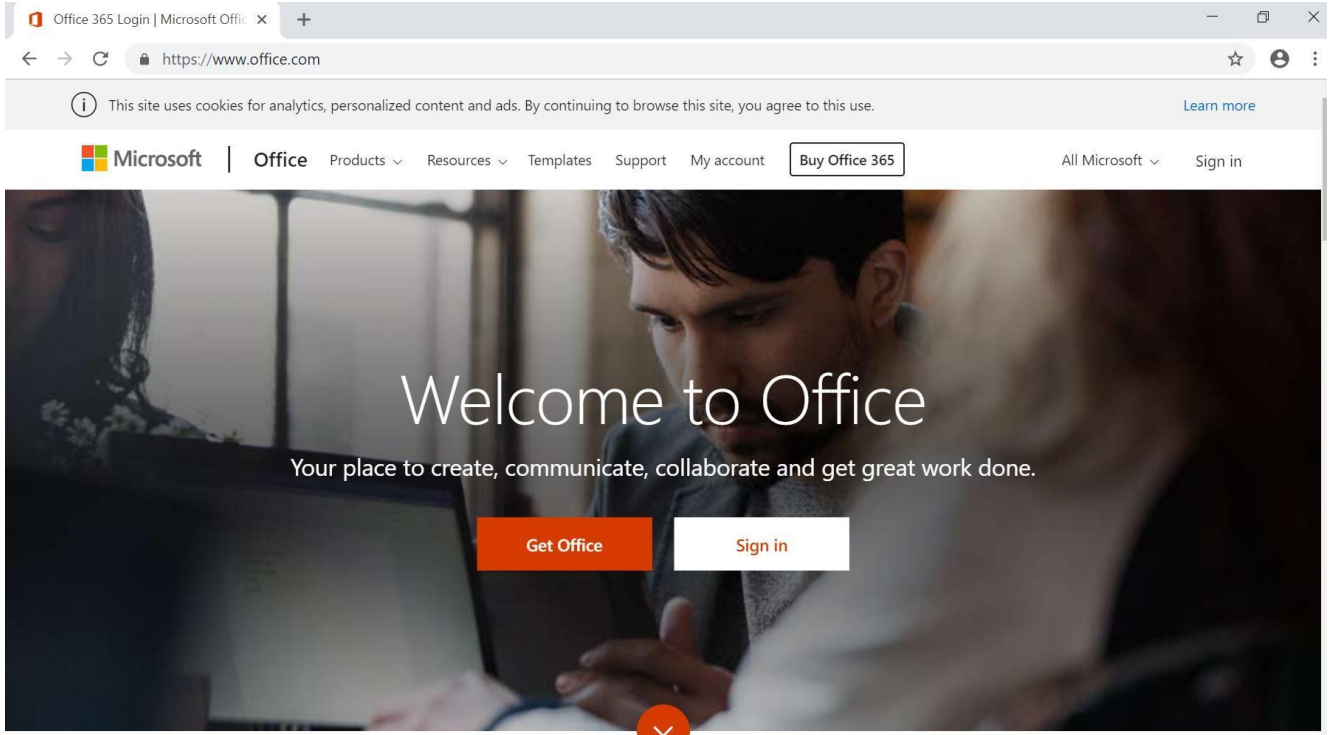 Office 365 Login | Microsoft Offic
https://www.office.com
This site uses cookies for analytics, personalized content and ads. By continuing to browse this site, you agree to this use. Learn more
Microsoft | Office Products Resources Templates Support My account Buy Office 365 All Microsoft Sign in
Welcome to Office
Your place to create, communicate, collaborate and get great work done.
Get Office Sign in